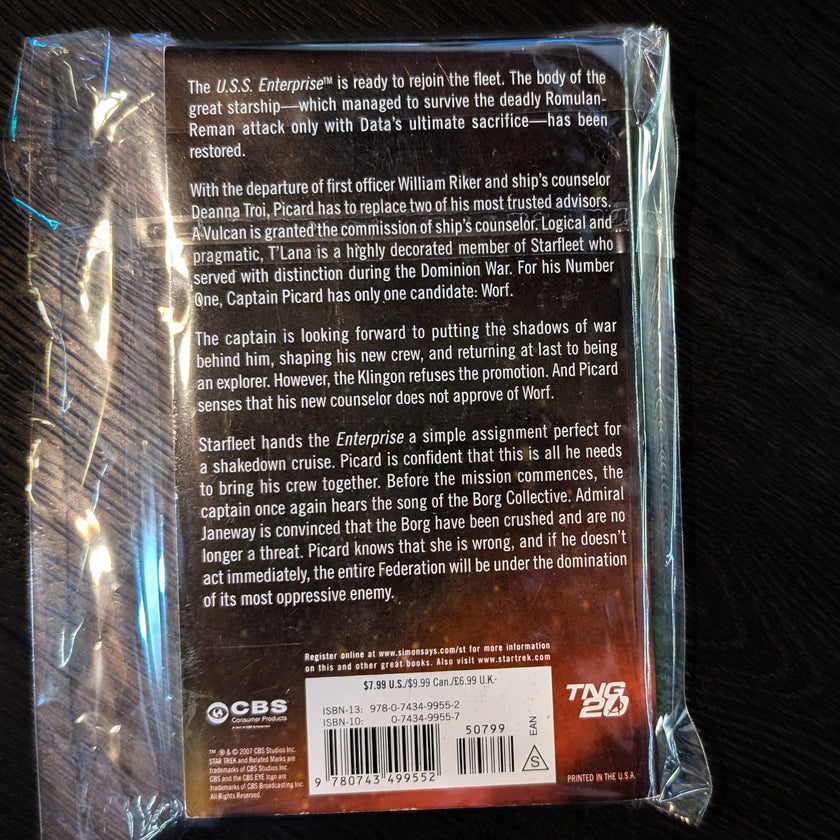 The U.S.S. Enterprise™ is ready to rejoin the fleet. The body of the
great starship—which managed to survive the deadly Romulan-
Reman attack only with Data's ultimate sacrifice—has been
restored.
With the departure of first officer William Riker and ship's counselor
Deanna Troi, Picard has to replace two of his most trusted advisors.
A Vulcan is granted the commission of ship's counselor. Logical and
pragmatic, T'Lana is a highly decorated member of Starfleet who
served with distinction during the Dominion War. For his Number
One, Captain Picard has only one candidate: Worf.
The captain is looking forward to putting the shadows of war
behind him, shaping his new crew, and returning at last to being
an explorer. However, the Klingon refuses the promotion. And Picard
senses that his new counselor does not approve of Worf.
Starfleet hands the Enterprise a simple assignment perfect for
a shakedown cruise. Picard is confident that this is all he needs
to bring his crew together. Before the mission commences, the
captain once again hears the song of the Borg Collective. Admiral
Janeway is convinced that the Borg have been crushed and are no
longer a threat. Picard knows that she is wrong, and if he doesn't
act immediately, the entire Federation will be under the domination
of its most oppressive enemy.
Register online at www.simonsays.com/st for more information
on this and other great books. Also visit www.startrek.com
$7.99 U.S./$9.99 Can./£6.99 U.K.
ISBN-13: 978-0-7434-9955-2
ISBN-10: 0-7434-9955-7
50799
EAN
S
9 780743 499552
CBS
Consumer Products
™, ® & © 2007 CBS Studios Inc.
STAR TREK and Related Marks are
trademarks of CBS Studios Inc.
CBS and the CBS EYE logo are
trademarks of CBS Broadcasting Inc.
All Rights Reserved.
TNG
20
PRINTED IN THE U.S.A.